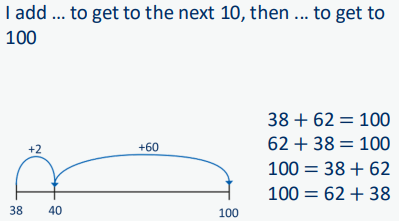 I add ... to get to the next 10, then ... to get to
100
+2
+60
38
40
100
38 + 62 = 100
62 + 38 = 100
100 = 38 + 62
100 = 62 + 38